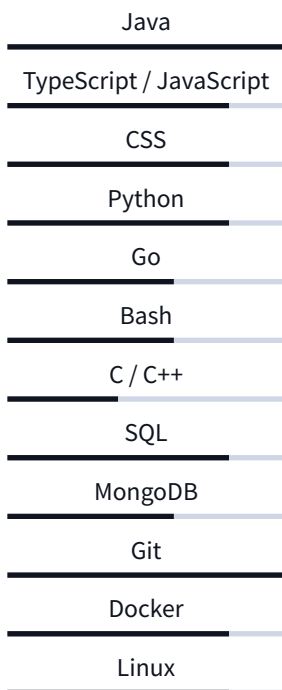 Java
TypeScript / JavaScript
CSS
Python
Go
Bash
C / C++
SQL
MongoDB
Git
Docker
Linux